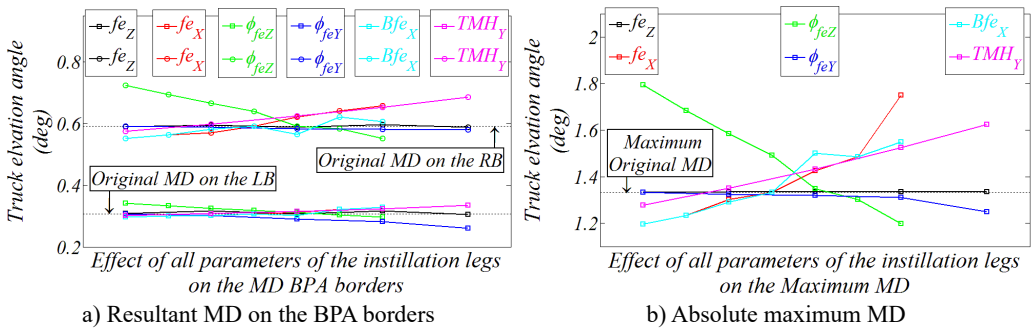 Truck elvation angle
(deg)
0.8
0.6
0.4
0.2
fe_Z fe_X ϕ_feZ ϕ_feY Bfe_X TMH_Y
fe_Z fe_X ϕ_feZ ϕ_feY Bfe_X TMH_Y
Original MD on the RB
Original MD on the LB
Effect of all parameters of the instillation legs
on the MD BPA borders
a) Resultant MD on the BPA borders
Truck elvation angle
(deg)
2
1.8
1.6
1.4
1.2
fe_Z ϕ_feZ Bfe_X
fe_X ϕ_feY TMH_Y
Maximum
Original MD
Effect of all parameters of the instillation legs
on the Maximum MD
b) Absolute maximum MD